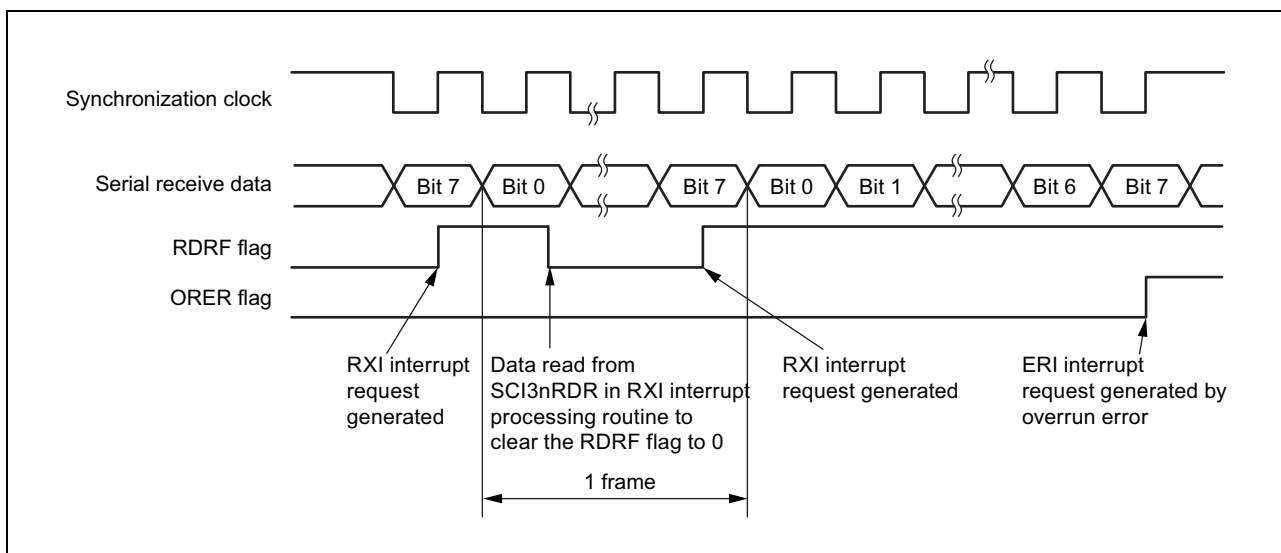 Synchronization clock
Serial receive data
Bit 7
Bit 0
Bit 7
Bit 0
Bit 1
Bit 6
Bit 7
RDRF flag
ORER flag
RXI interrupt
request
generated
Data read from
SCI3nRDR in RXI interrupt
processing routine to
clear the RDRF flag to 0
RXI interrupt
request generated
ERI interrupt
request generated by
overrun error
1 frame